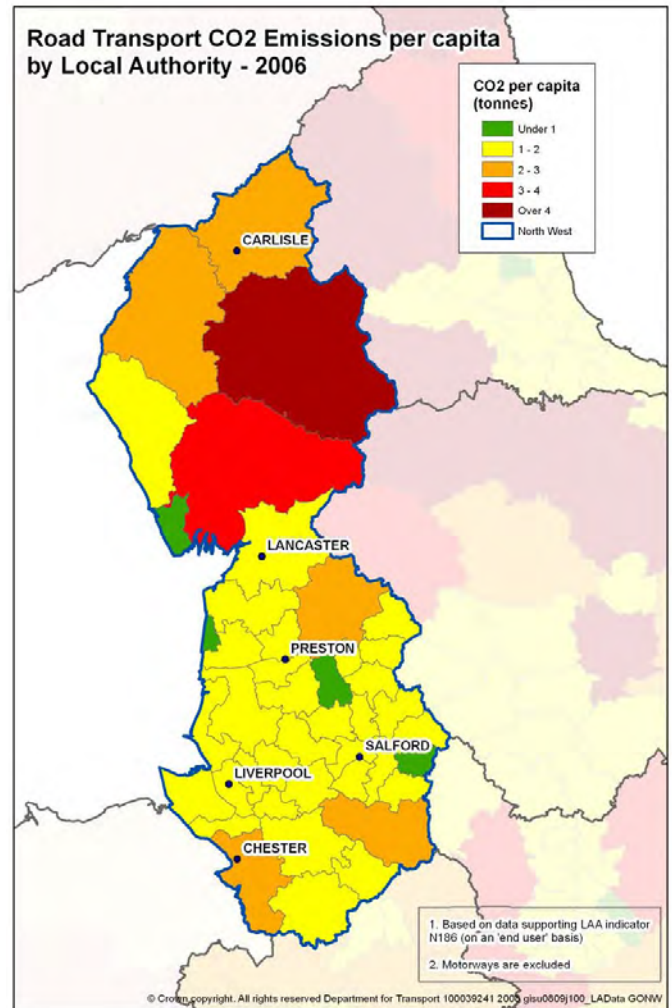 Road Transport CO2 Emissions per capita
by Local Authority - 2006
CO2 per capita
(tonnes)
Under 1
1 - 2
2 - 3
3 - 4
Over 4
North West
CARLISLE
LANCASTER
PRESTON
SALFORD
LIVERPOOL
CHESTER
1. Based on data supporting LAA indicator
N186 (on an 'end user' basis)
2. Motorways are excluded
© Crown copyright. All rights reserved Department for Transport 100039241